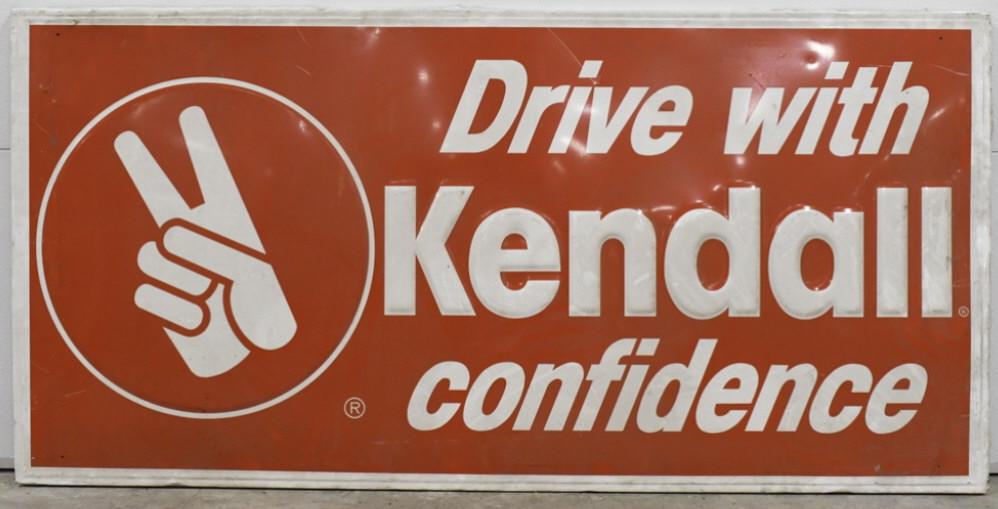 Drive with
Kendall®
confidence
®